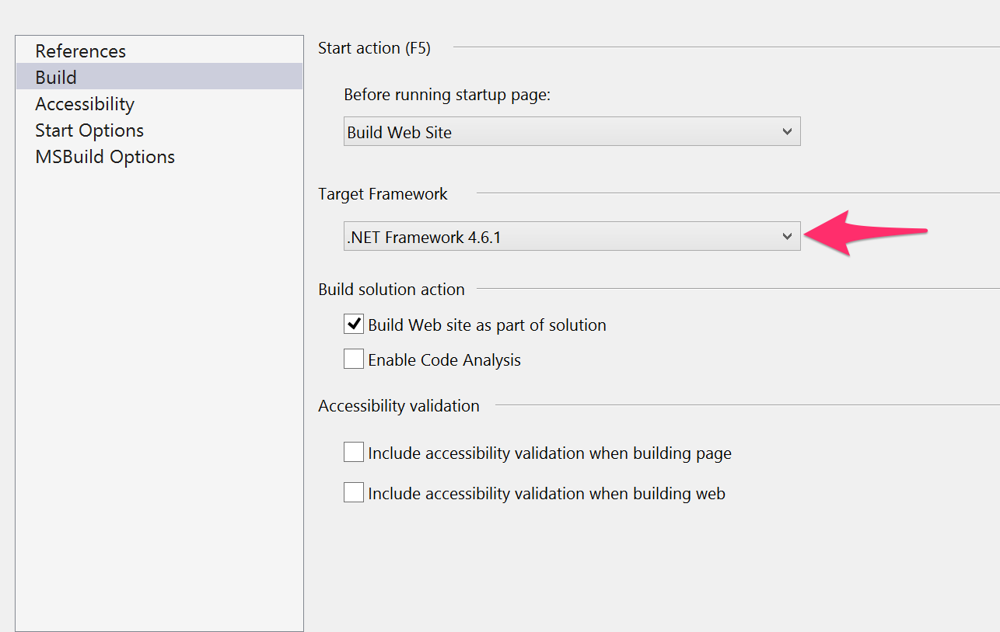 References
Build
Accessibility
Start Options
MSBuild Options
Start action (F5)
Before running startup page:
Build Web Site
Target Framework
.NET Framework 4.6.1
Build solution action
Build Web site as part of solution
Enable Code Analysis
Accessibility validation
Include accessibility validation when building page
Include accessibility validation when building web